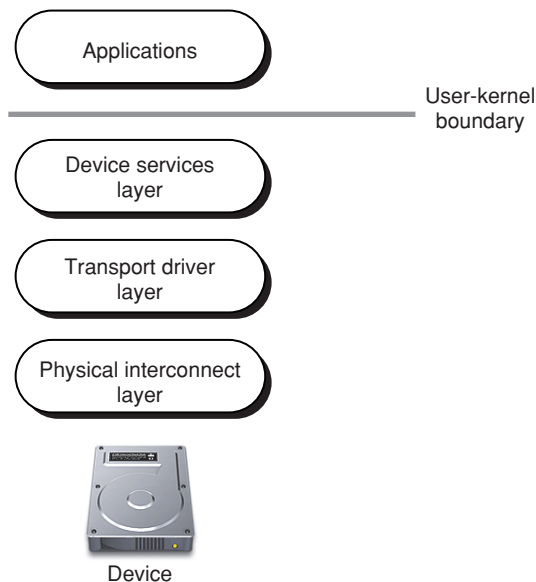 Applications
User-kernel
boundary
Device services
layer
Transport driver
layer
Physical interconnect
layer
Device